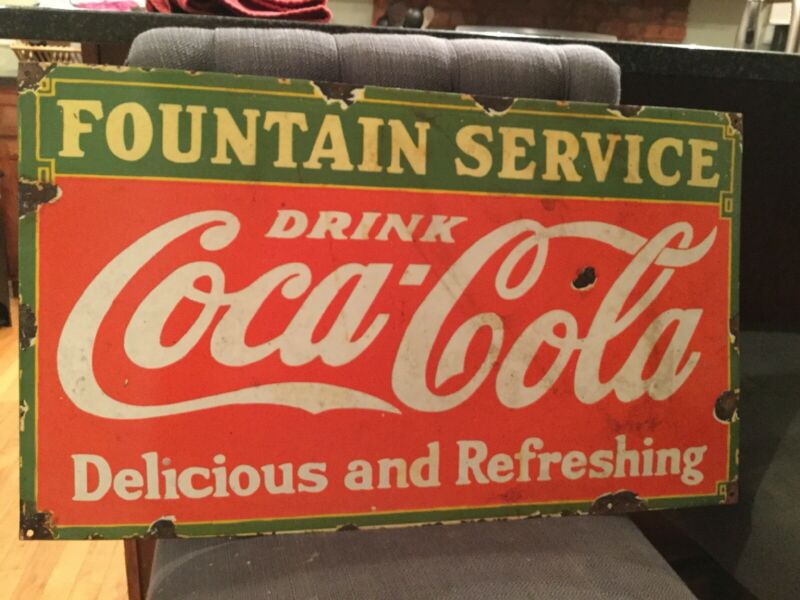 FOUNTAIN SERVICE
DRINK
Coca-Cola
Delicious and Refreshing